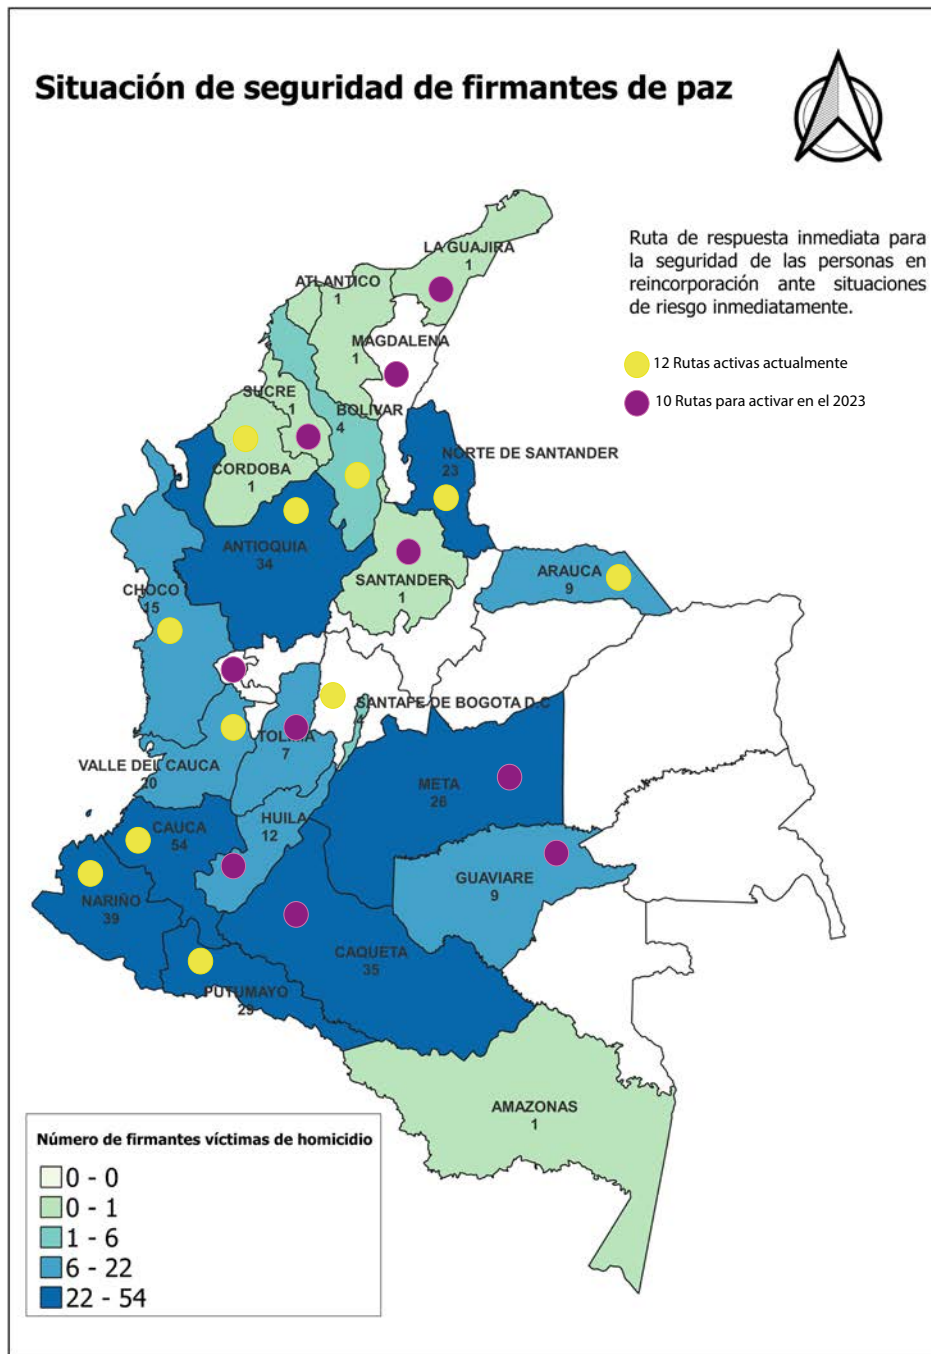 Situación de seguridad de firmantes de paz
Ruta de respuesta inmediata para
la seguridad de las personas en
reincorporación ante situaciones
de riesgo inmediatamente.
12 Rutas activas actualmente
10 Rutas para activar en el 2023
LA GUAJIRA
1
ATLANTICO
1
MAGDALENA
1
SUCRE
1
BOLIVAR
4
CORDOBA
1
NORTE DE SANTANDER
23
ANTIOQUIA
34
SANTANDER
1
ARAUCA
9
CHOCO
15
SANTAFE DE BOGOTA D.C
4
TOLIMA
7
VALLE DEL CAUCA
20
META
26
HUILA
12
CAUCA
54
GUAVIARE
9
NARIÑO
39
CAQUETA
35
PUTUMAYO
29
AMAZONAS
1
Número de firmantes víctimas de homicidio
0 - 0
0 - 1
1 - 6
6 - 22
22 - 54